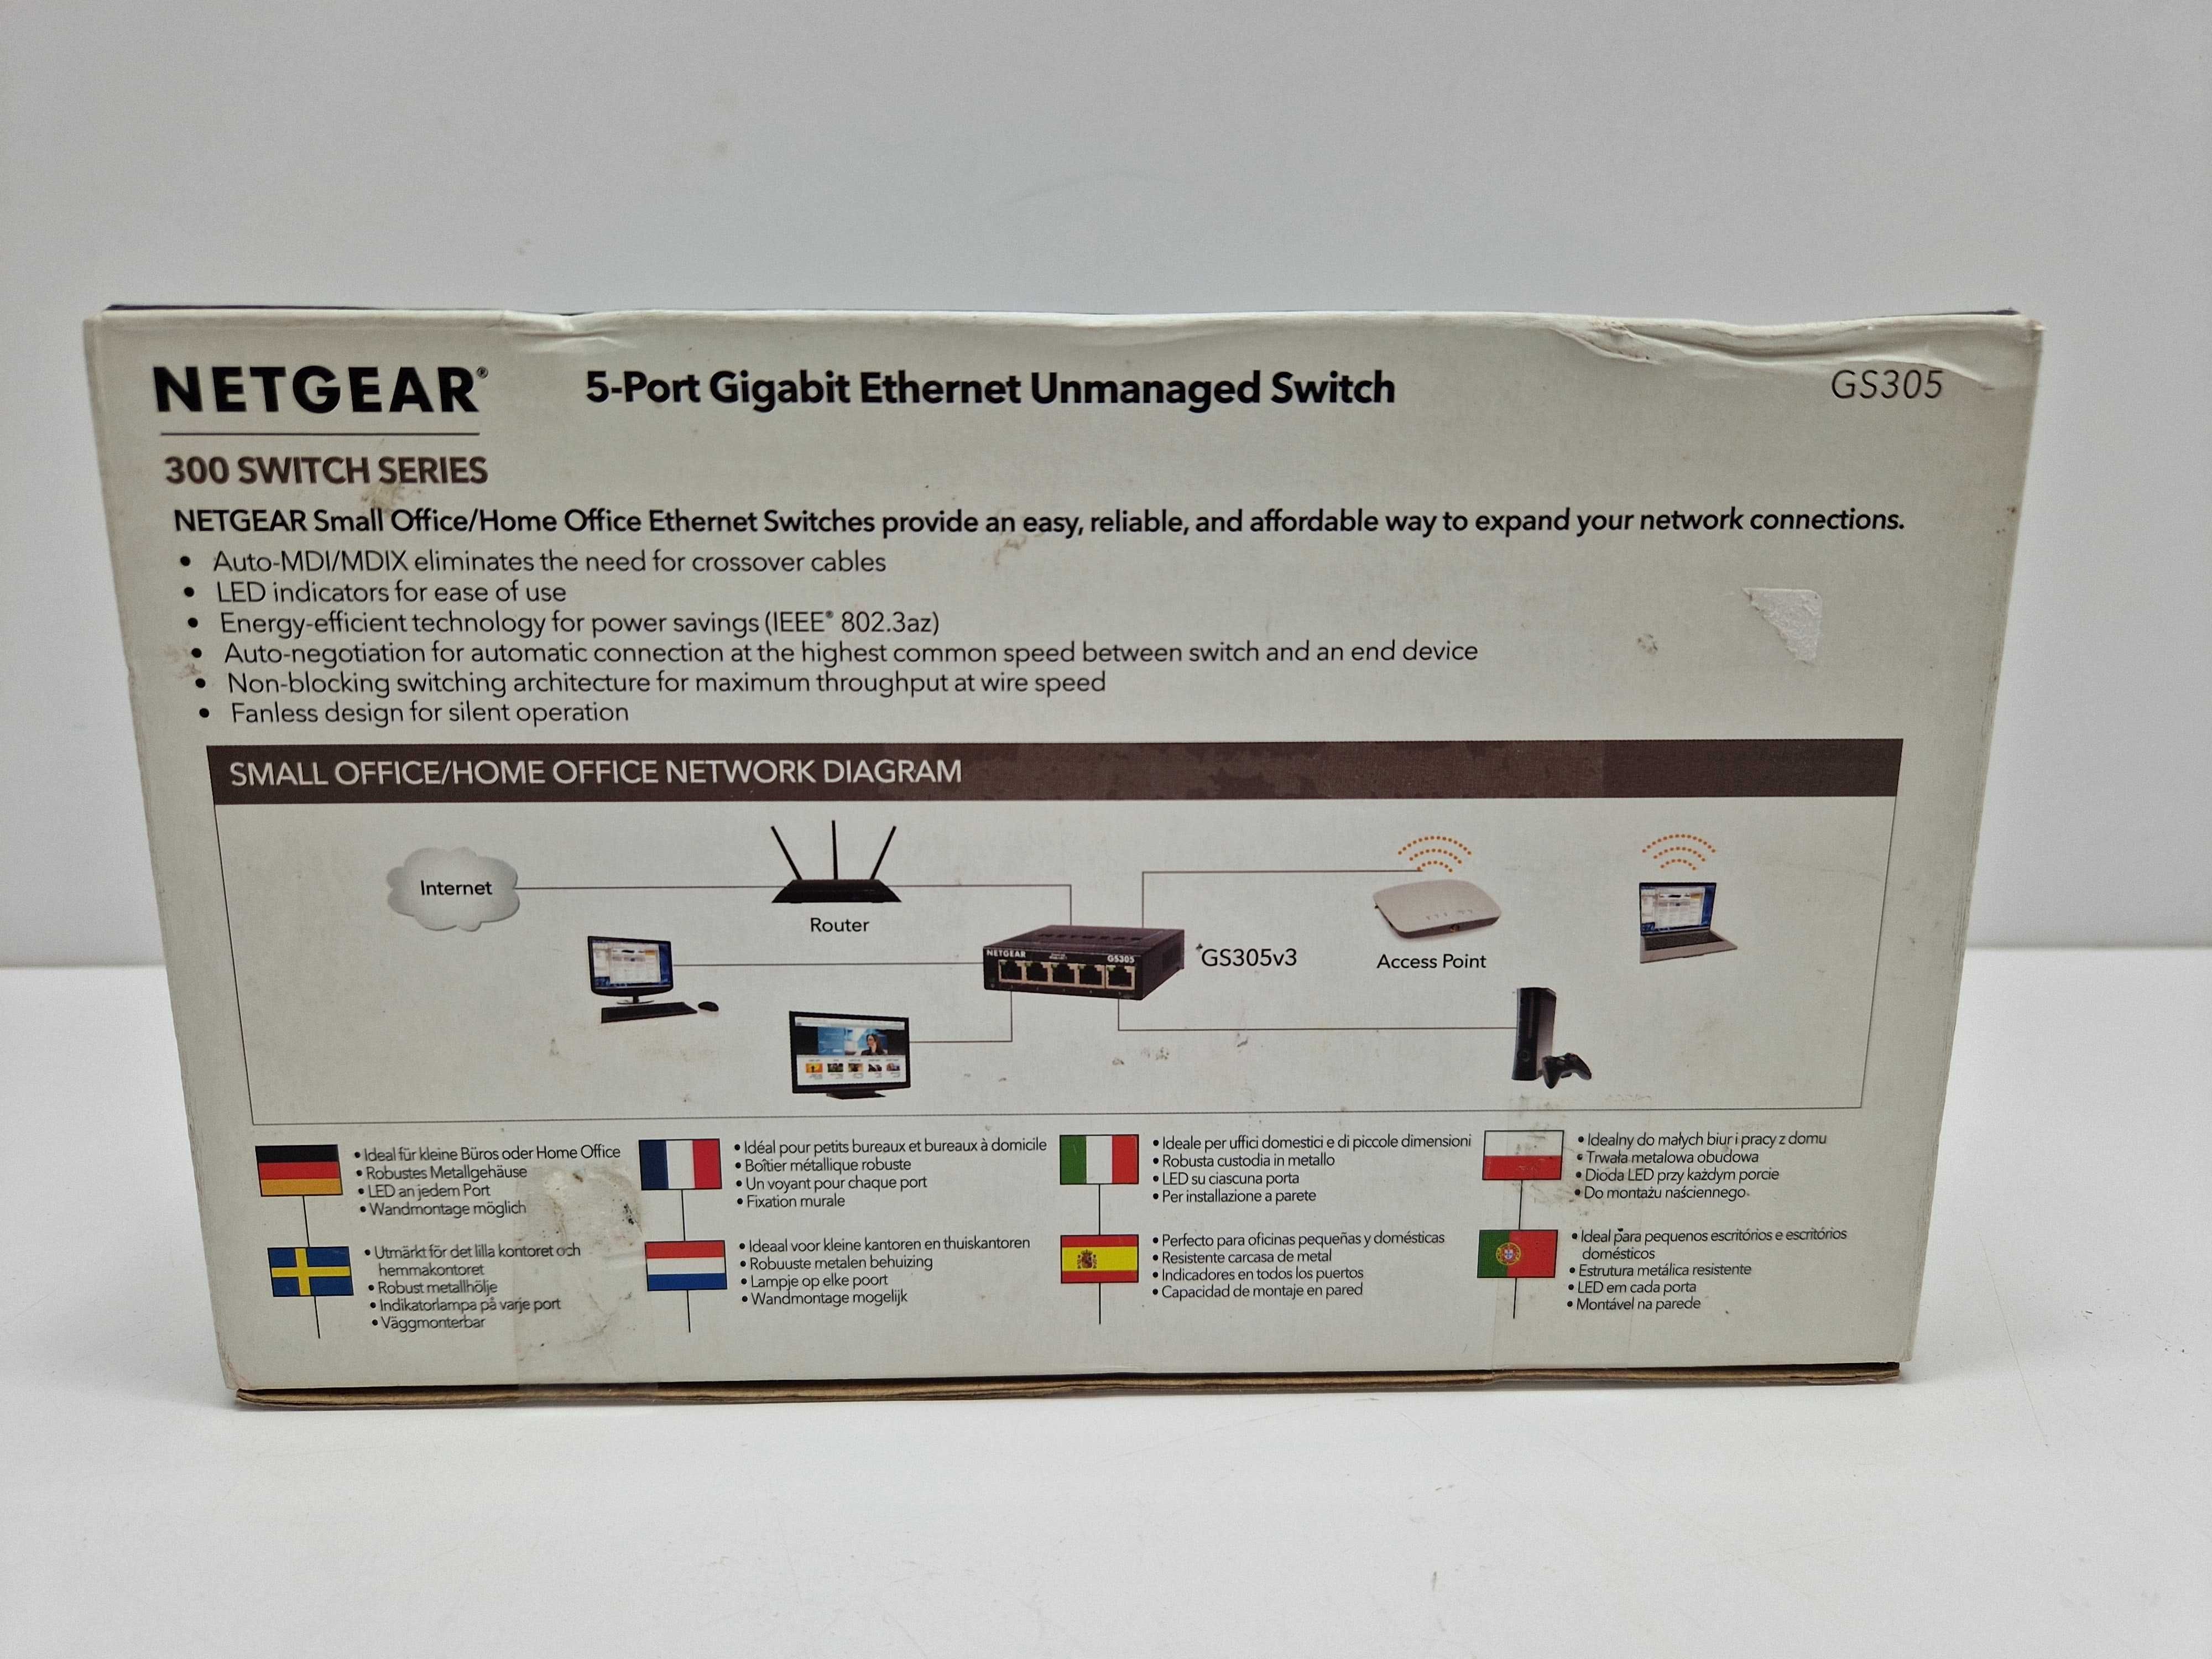 NETGEAR®
5-Port Gigabit Ethernet Unmanaged Switch
GS305
300 SWITCH SERIES
NETGEAR Small Office/Home Office Ethernet Switches provide an easy, reliable, and affordable way to expand your network connections.
• Auto-MDI/MDIX eliminates the need for crossover cables
• LED indicators for ease of use
• Energy-efficient technology for power savings (IEEE® 802.3az)
• Auto-negotiation for automatic connection at the highest common speed between switch and an end device
• Non-blocking switching architecture for maximum throughput at wire speed
• Fanless design for silent operation
SMALL OFFICE/HOME OFFICE NETWORK DIAGRAM
Internet
Router
NETGEAR
GS305
GS305v3
Access Point
• Ideal für kleine Büros oder Home Office
• Robustes Metallgehäuse
• LED an jedem Port
• Wandmontage möglich
• Idéal pour petits bureaux et bureaux à domicile
• Boîtier métallique robuste
• Un voyant pour chaque port
• Fixation murale
• Ideale per uffici domestici e di piccole dimensioni
• Robusta custodia in metallo
• LED su ciascuna porta
• Per installazione a parete
• Idealny do małych biur i pracy z domu
• Trwała metalowa obudowa
• Dioda LED przy każdym porcie
• Do montażu naściennego
• Utmärkt för det lilla kontoret och
hemmakontoret
• Robust metallhölje
• Indikatorlampa på varje port
• Väggmonterbar
• Ideaal voor kleine kantoren en thuiskantoren
• Robuuste metalen behuizing
• Lampje op elke poort
• Wandmontage mogelijk
• Perfecto para oficinas pequeñas y domésticas
• Resistente carcasa de metal
• Indicadores en todos los puertos
• Capacidad de montaje en pared
• Ideal para pequenos escritórios e escritórios
domésticos
• Estrutura metálica resistente
• LED em cada porta
• Montável na parede